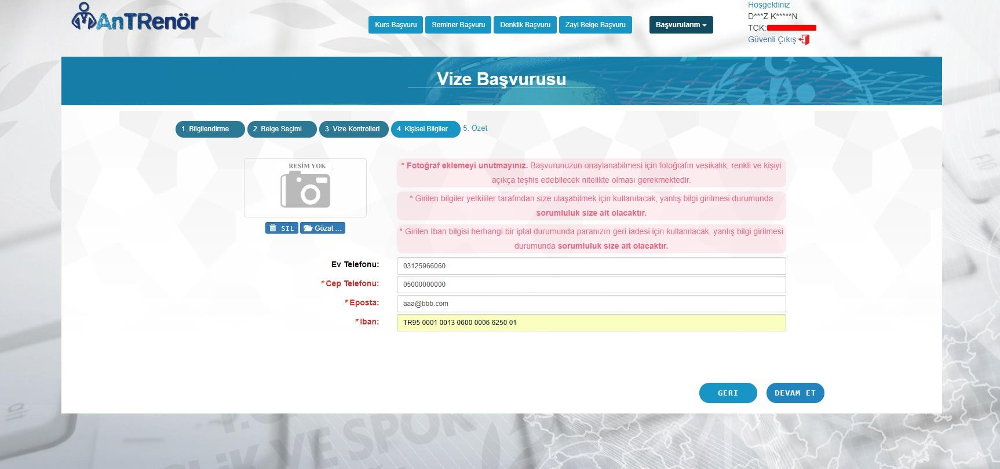 AnTRenör
Kurs Başvuru
Seminer Başvuru
Denklik Başvuru
Zayi Belge Başvuru
Başvurularım
Hoşgeldiniz
D***Z K*****N
TCK:
Güvenli Çıkış
Vize Başvurusu
1. Bilgilendirme
2. Belge Seçimi
3. Vize Kontrolleri
4. Kişisel Bilgiler
5. Özet
RESİM YOK
SIL
Gözat ...
* Fotoğraf eklemeyi unutmayınız. Başvurunuzun onaylanabilmesi için fotoğrafın vesikalık, renkli ve kişiyi
açıkça teşhis edebilecek nitelikte olması gerekmektedir.
* Girilen bilgiler yetkililer tarafından size ulaşabilmek için kullanılacak, yanlış bilgi girilmesi durumunda
sorumluluk size ait olacaktır.
* Girilen Iban bilgisi herhangi bir iptal durumunda paranızın geri iadesi için kullanılacak, yanlış bilgi girilmesi
durumunda sorumluluk size ait olacaktır.
Ev Telefonu:
03125966060
*Cep Telefonu:
05000000000
*Eposta:
aaa@bbb.com
*Iban:
TR95 0001 0013 0600 0006 6250 01
GERI
DEVAM ET
VE SPOR